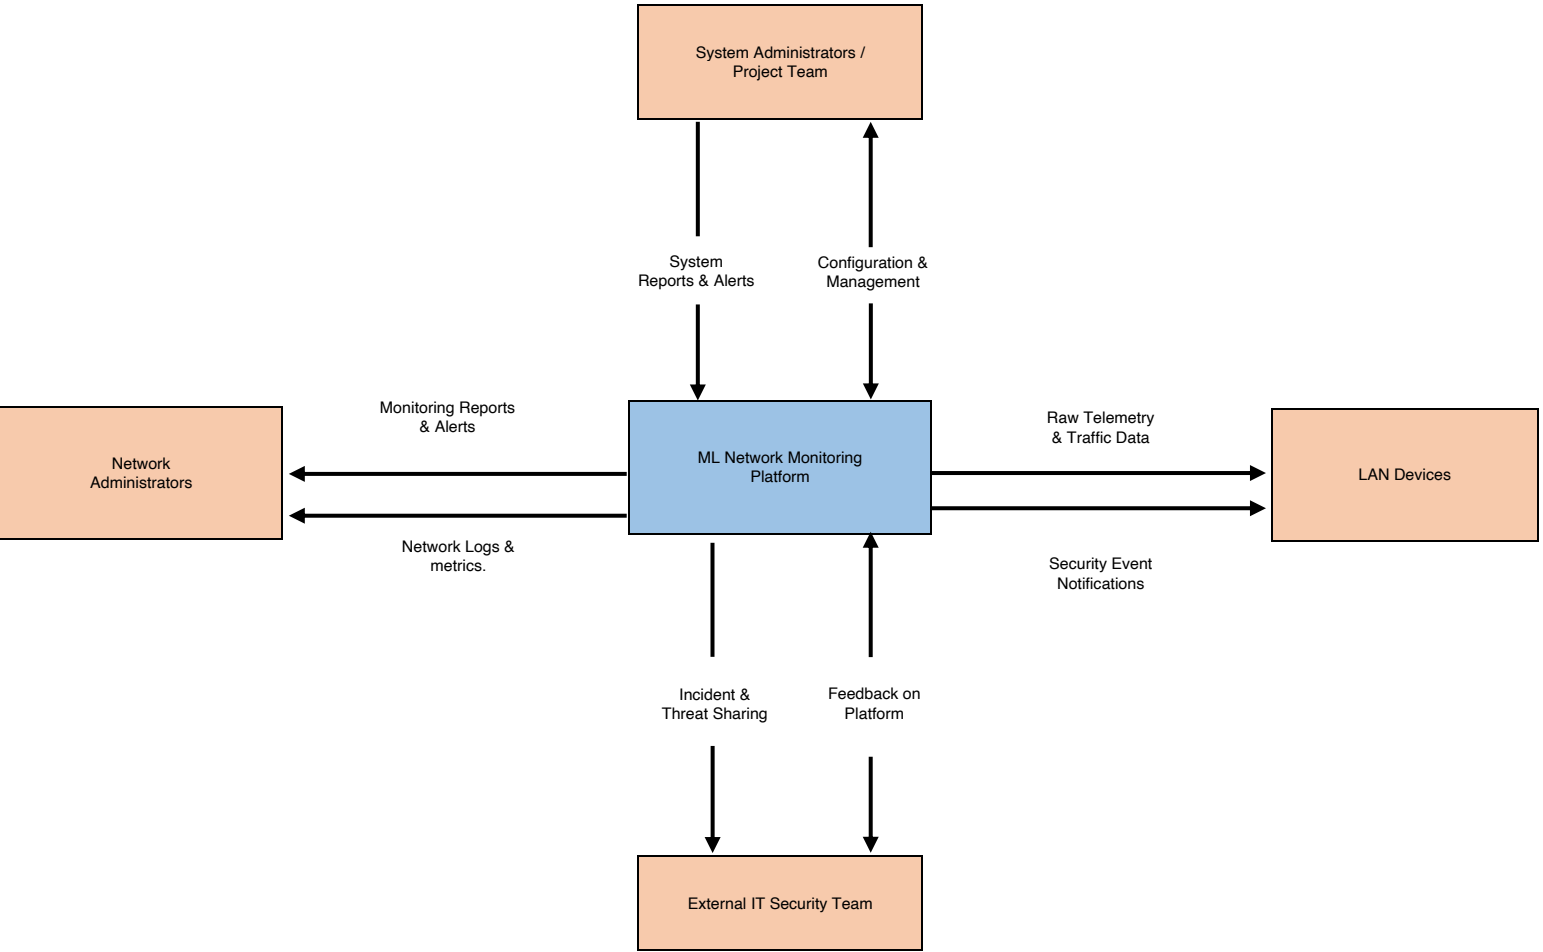 System Administrators /
Project Team
System
Reports & Alerts
Configuration &
Management
Monitoring Reports
& Alerts
Raw Telemetry
& Traffic Data
Network
Administrators
ML Network Monitoring
Platform
LAN Devices
Network Logs &
metrics.
Security Event
Notifications
Incident &
Threat Sharing
Feedback on
Platform
External IT Security Team